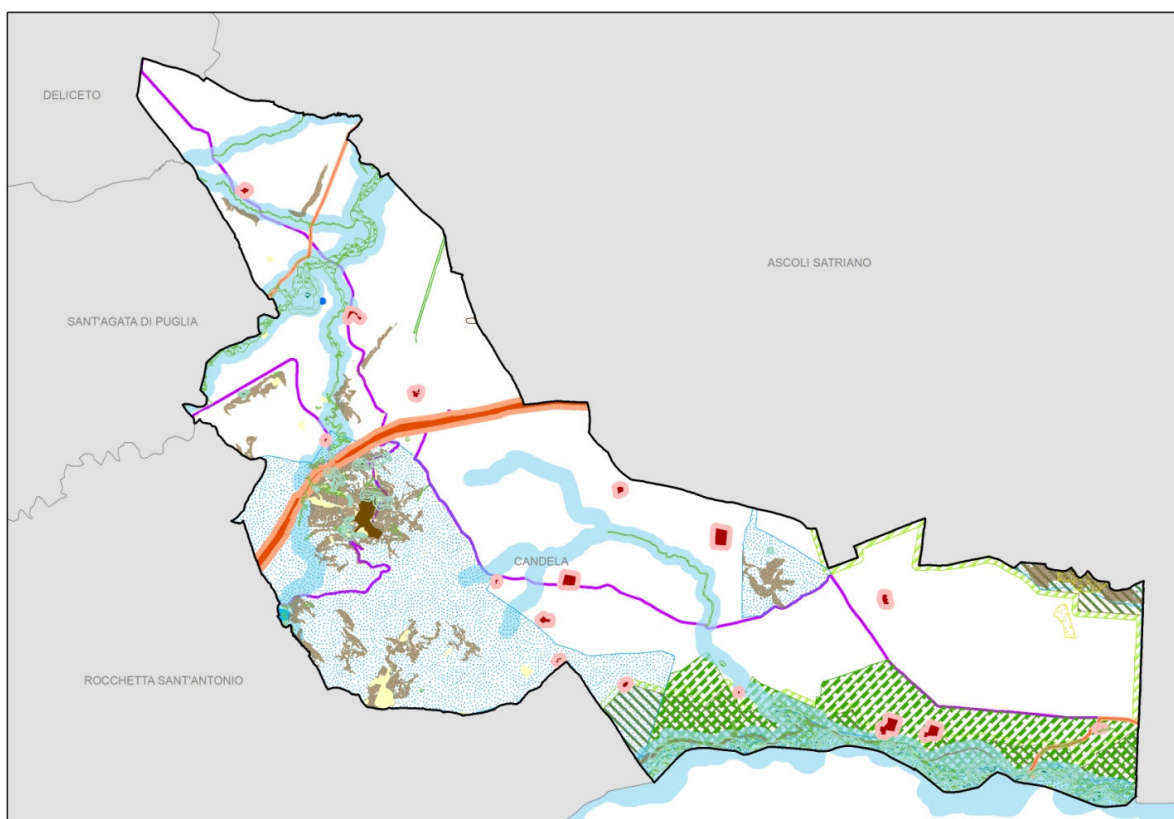 DELICETO
ASCOLI SATRIANO
SANT'AGATA DI PUGLIA
CANDELA
ROCCHETTA SANT'ANTONIO